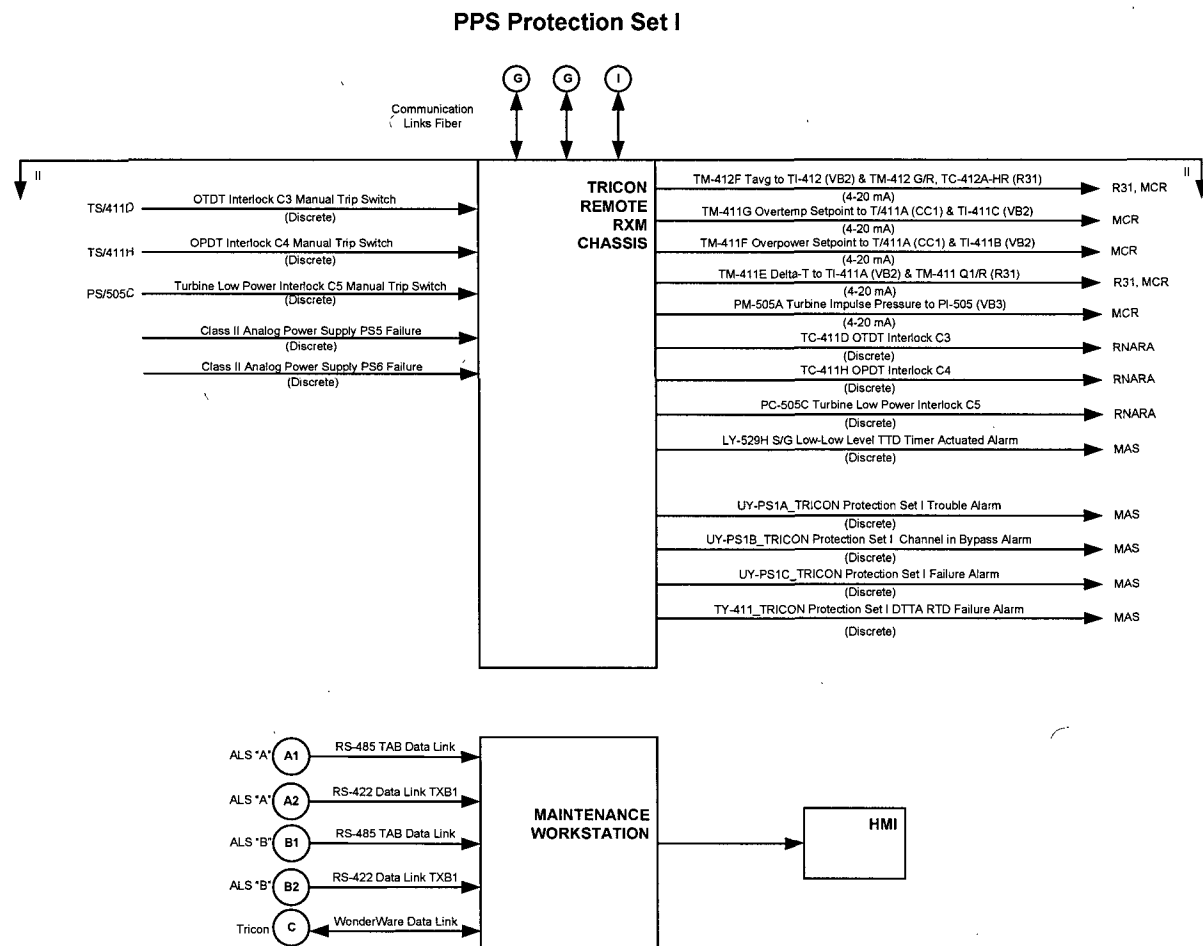 PPS Protection Set I
G G I
Communication
Links Fiber
II
II
TRICON
REMOTE
RXM
CHASSIS
TS/411D
OTDT Interlock C3 Manual Trip Switch
(Discrete)
TS/411H
OPDT Interlock C4 Manual Trip Switch
(Discrete)
PS/505C
Turbine Low Power Interlock C5 Manual Trip Switch
(Discrete)
Class II Analog Power Supply PS5 Failure
(Discrete)
Class II Analog Power Supply PS6 Failure
(Discrete)
TM-412F Tavg to TI-412 (VB2) & TM-412 G/R, TC-412A-HR (R31)
(4-20 mA)
R31, MCR
TM-411G Overtemp Setpoint to T/411A (CC1) & TI-411C (VB2)
(4-20 mA)
MCR
TM-411F Overpower Setpoint to T/411A (CC1) & TI-411B (VB2)
(4-20 mA)
MCR
TM-411E Delta-T to TI-411A (VB2) & TM-411 Q1/R (R31)
(4-20 mA)
R31, MCR
PM-505A Turbine Impulse Pressure to PI-505 (VB3)
(4-20 mA)
MCR
TC-411D OTDT Interlock C3
(Discrete)
RNARA
TC-411H OPDT Interlock C4
(Discrete)
RNARA
PC-505C Turbine Low Power Interlock C5
(Discrete)
RNARA
LY-529H S/G Low-Low Level TTD Timer Actuated Alarm
(Discrete)
MAS
UY-PS1A_TRICON Protection Set I Trouble Alarm
(Discrete)
MAS
UY-PS1B_TRICON Protection Set I Channel in Bypass Alarm
(Discrete)
MAS
UY-PS1C_TRICON Protection Set I Failure Alarm
(Discrete)
MAS
TY-411_TRICON Protection Set I DTTA RTD Failure Alarm
(Discrete)
MAS
ALS "A" A1 RS-485 TAB Data Link
ALS "A" A2 RS-422 Data Link TXB1
ALS "B" B1 RS-485 TAB Data Link
ALS "B" B2 RS-422 Data Link TXB1
Tricon C WonderWare Data Link
MAINTENANCE
WORKSTATION
HMI